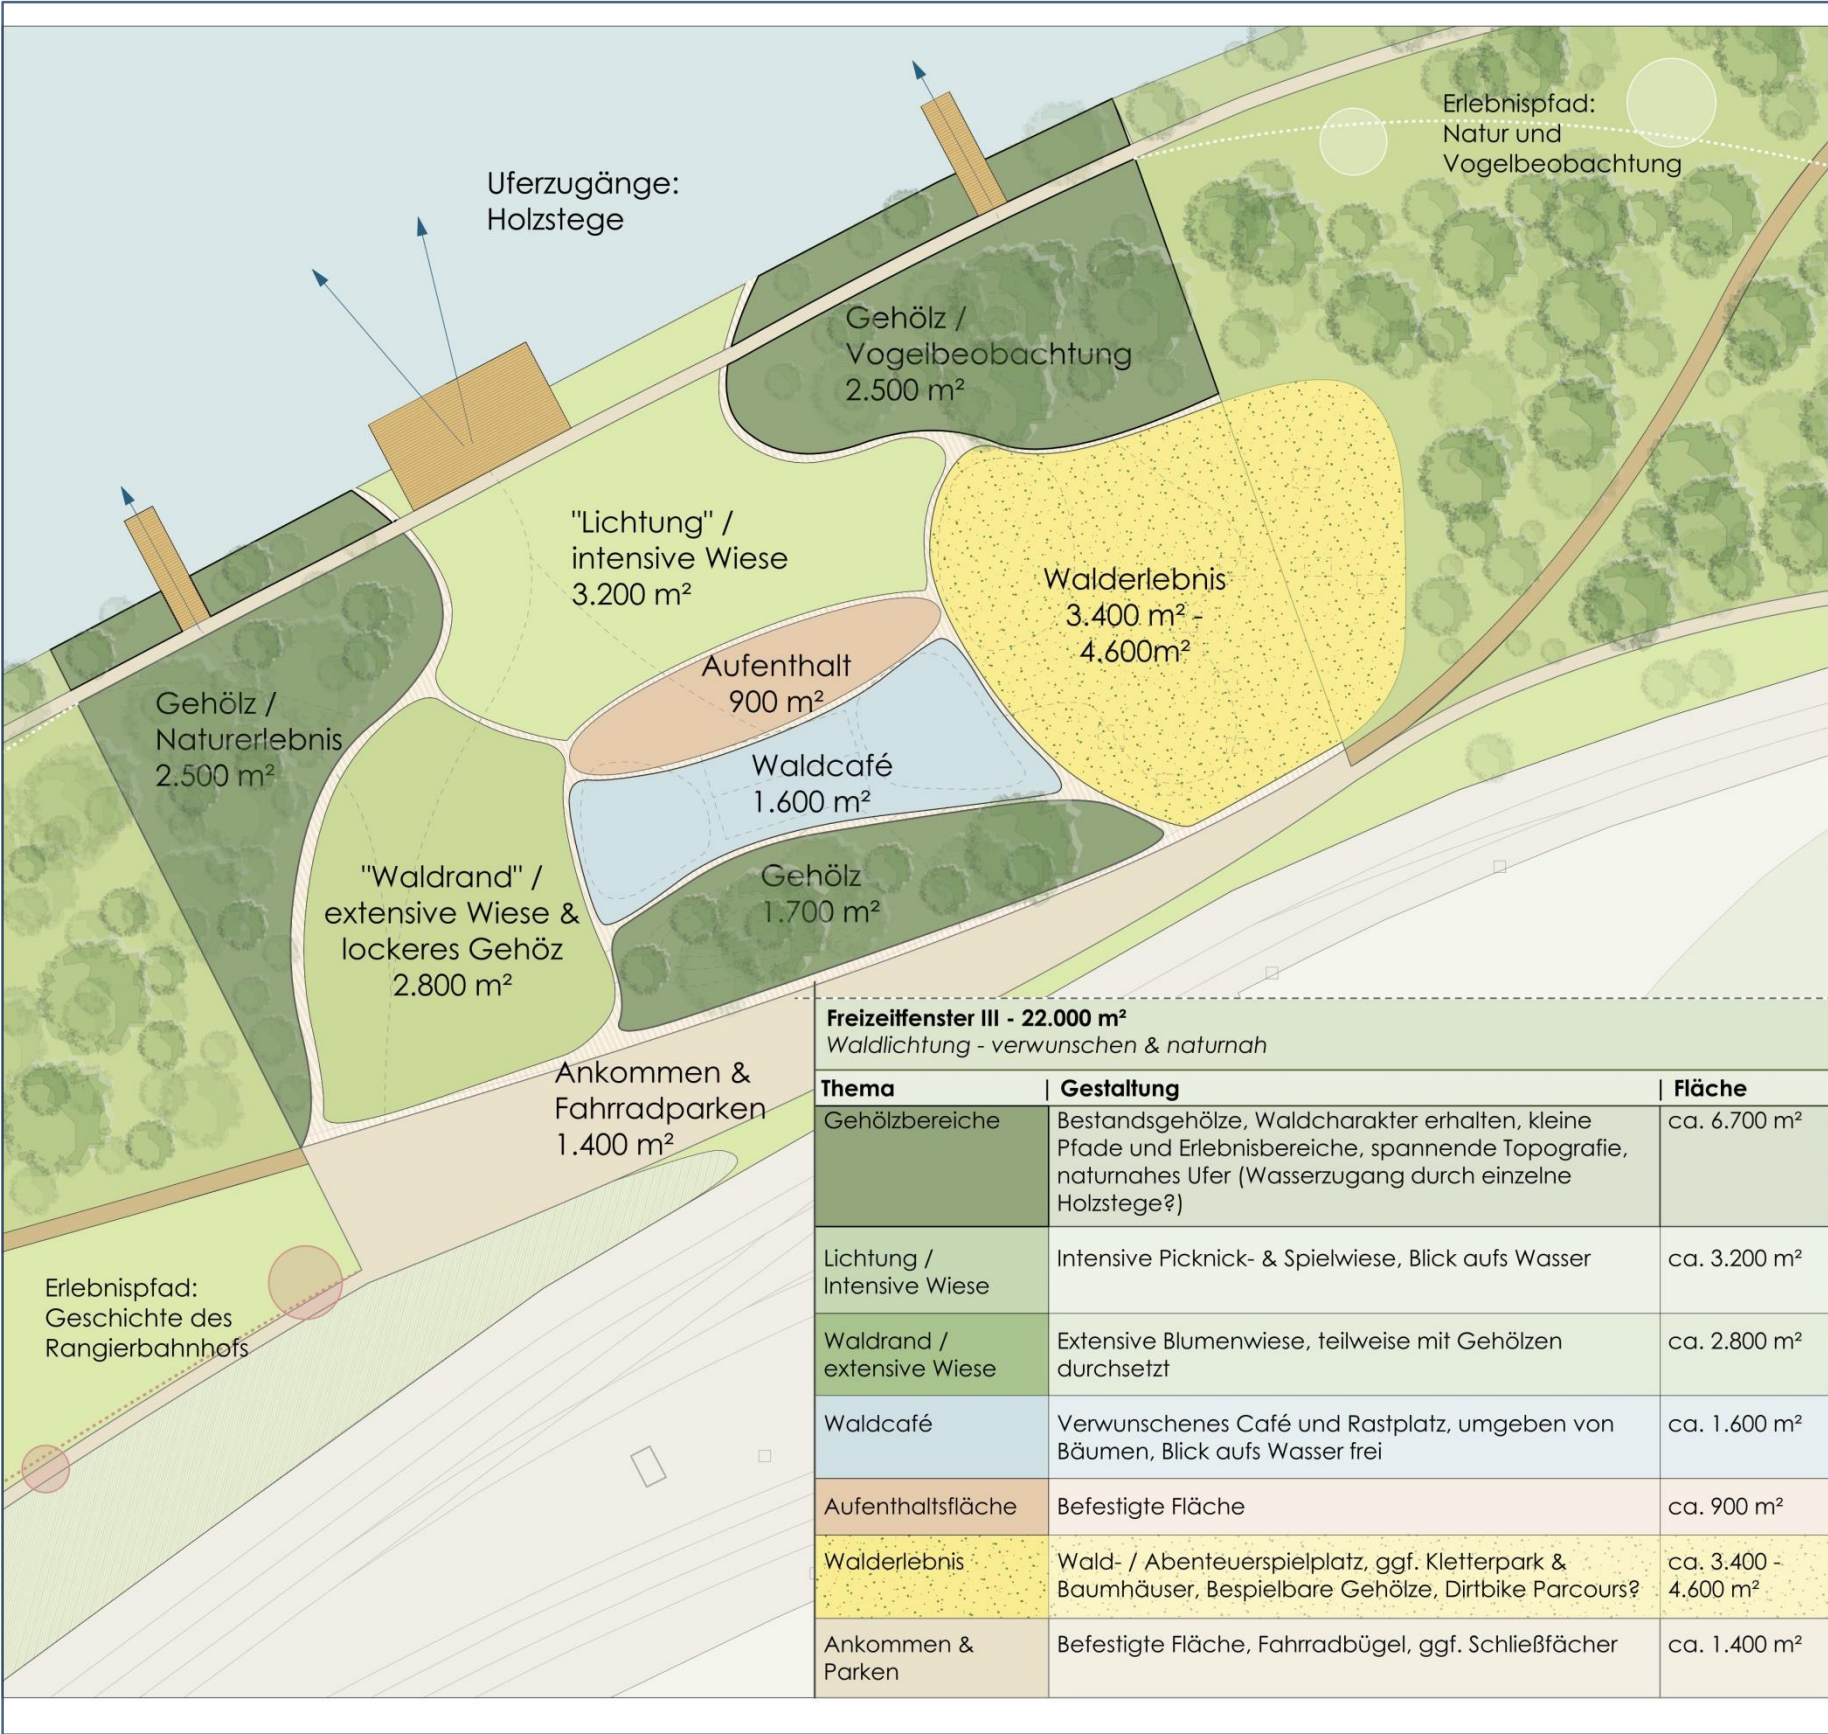 Erlebnispfad:
Natur und
Vogelbeobachtung
Uferzugänge:
Holzstege
Gehölz /
Vogelbeobachtung
2.500 m²
"Lichtung" /
intensive Wiese
3.200 m²
Walderlebnis
3.400 m² -
4.600m²
Aufenthalt
900 m²
Gehölz /
Naturerlebnis
2.500 m²
Waldcafé
1.600 m²
"Waldrand" /
extensive Wiese &
lockeres Gehöz
2.800 m²
Gehölz
1.700 m²
Ankommen &
Fahrradparken
1.400 m²
Erlebnispfad:
Geschichte des
Rangierbahnhofs
Freizeitfenster III - 22.000 m²
Waldlichtung - verwunschen & naturnah
Thema | Gestaltung | Fläche
Gehölzbereiche Bestandsgehölze, Waldcharakter erhalten, kleine ca. 6.700 m²
Pfade und Erlebnisbereiche, spannende Topografie,
naturnahes Ufer (Wasserzugang durch einzelne
Holzstege?)
Lichtung / Intensive Picknick- & Spielwiese, Blick aufs Wasser ca. 3.200 m²
Intensive Wiese
Waldrand / Extensive Blumenwiese, teilweise mit Gehölzen ca. 2.800 m²
extensive Wiese durchsetzt
Waldcafé Verwunschenes Café und Rastplatz, umgeben von ca. 1.600 m²
Bäumen, Blick aufs Wasser frei
Aufenthaltsfläche Befestigte Fläche ca. 900 m²
Walderlebnis Wald- / Abenteuerspielplatz, ggf. Kletterpark & ca. 3.400 -
Baumhäuser, Bespielbare Gehölze, Dirtbike Parcours? 4.600 m²
Ankommen & Befestigte Fläche, Fahrradbügel, ggf. Schließfächer ca. 1.400 m²
Parken